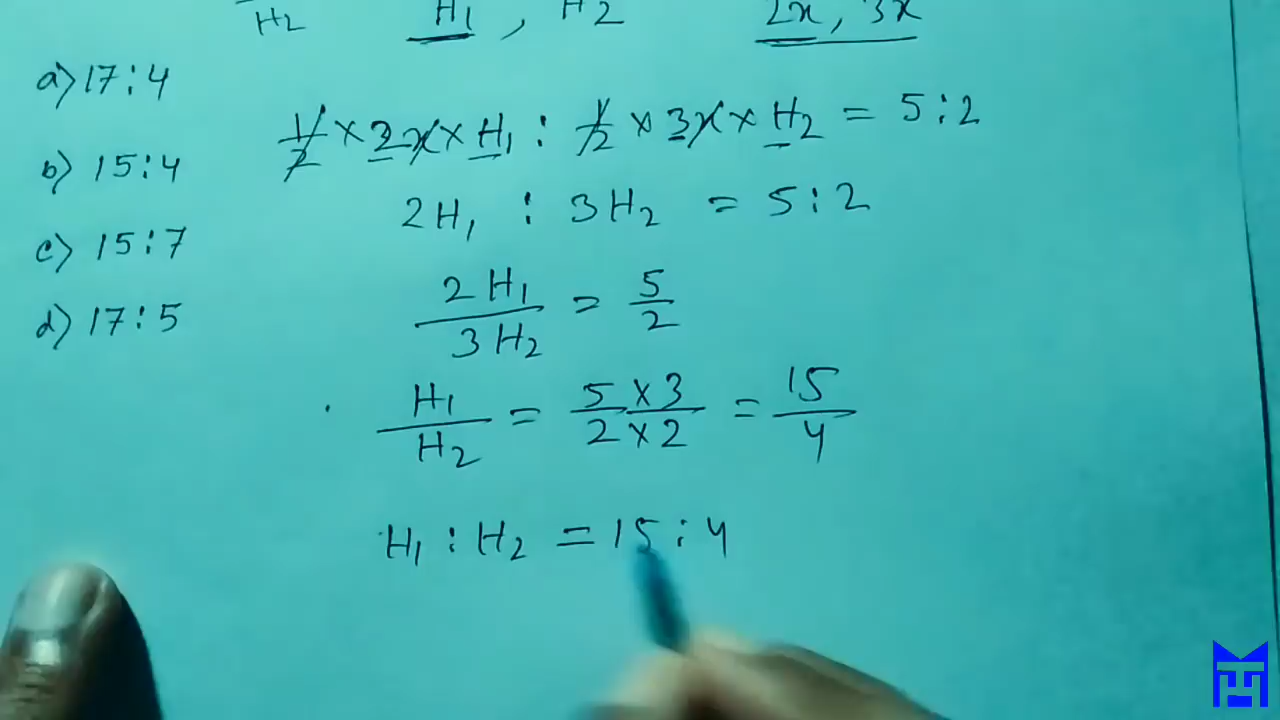 H2 H1 , H2 2x , 3x
a) 17:4
1/2 × 2x × H1 : 1/2 × 3x × H2 = 5:2
b) 15:4
2H1 : 3H2 = 5:2
c) 15:7
2H1 / 3H2 = 5/2
d) 17:5
H1 / H2 = 5×3 / 2×2 = 15/4
H1 : H2 = 15:4